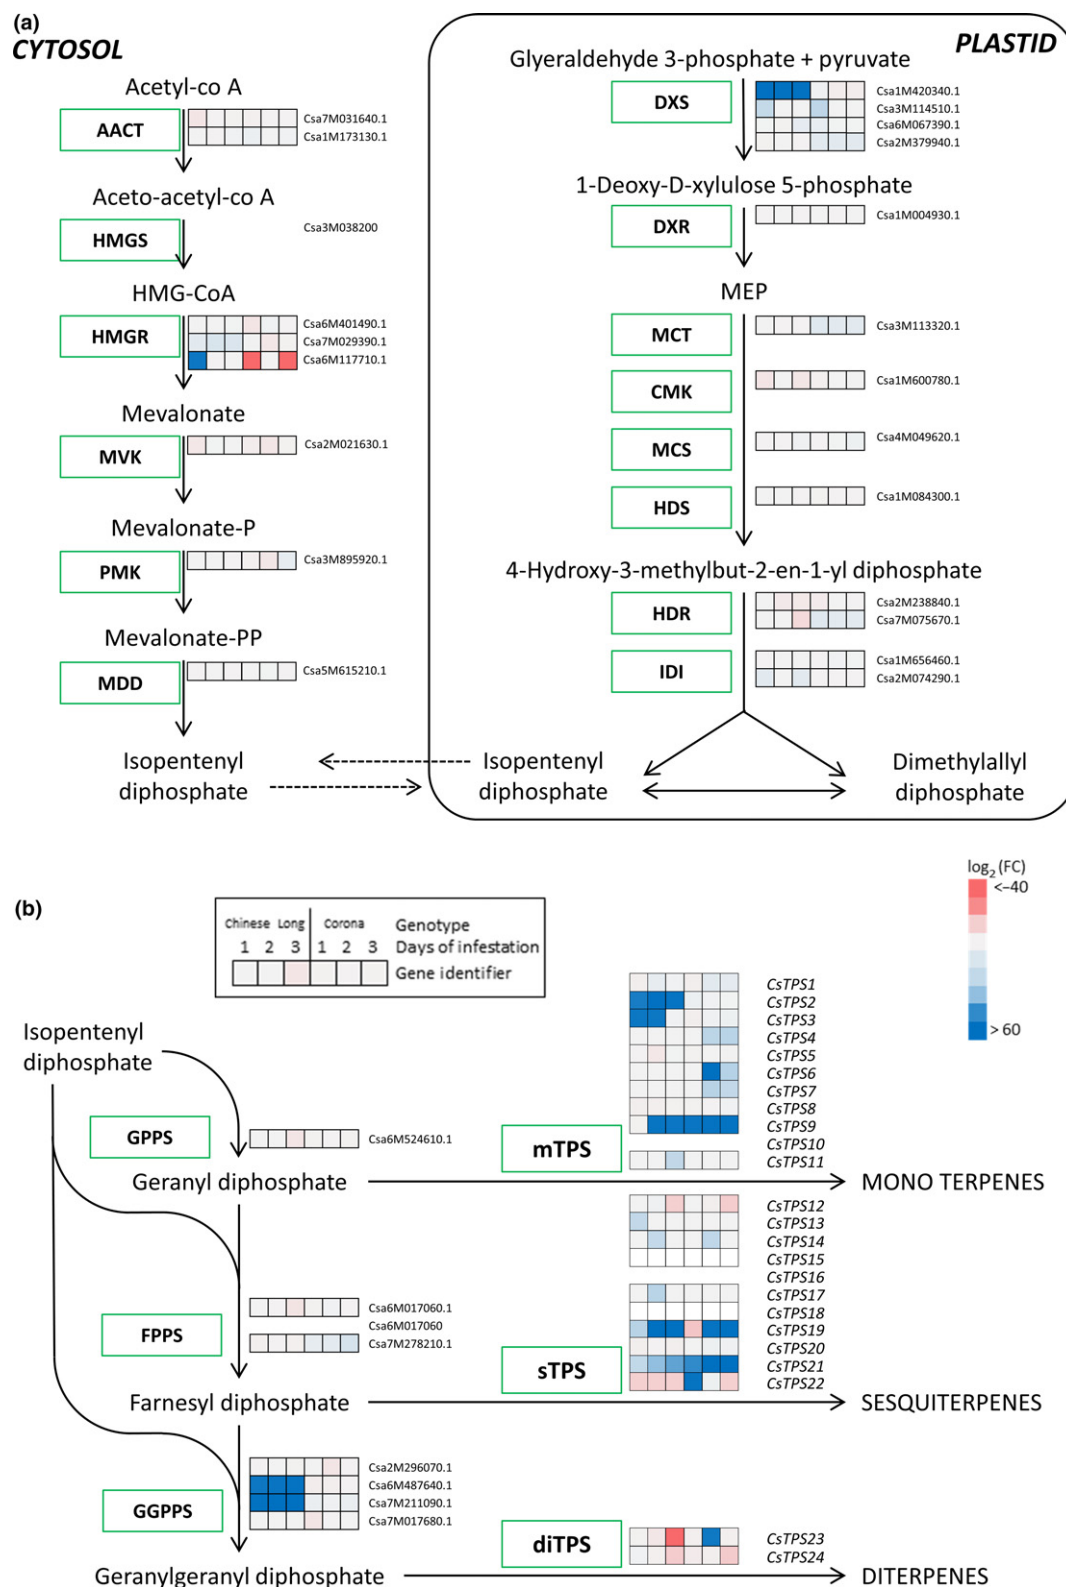 (a)
CYTOSOL
Acetyl-co A
AACT
Csa7M031640.1
Csa1M173130.1
Aceto-acetyl-co A
HMGS
Csa3M038200
HMG-CoA
HMGR
Csa6M401490.1
Csa7M029390.1
Csa6M117710.1
Mevalonate
MVK
Csa2M021630.1
Mevalonate-P
PMK
Csa3M895920.1
Mevalonate-PP
MDD
Csa5M615210.1
Isopentenyl
diphosphate
PLASTID
Glyeraldehyde 3-phosphate + pyruvate
DXS
Csa1M420340.1
Csa3M114510.1
Csa6M067390.1
Csa2M379940.1
1-Deoxy-D-xylulose 5-phosphate
DXR
Csa1M004930.1
MEP
MCT
Csa3M113320.1
CMK
Csa1M600780.1
MCS
Csa4M049620.1
HDS
Csa1M084300.1
4-Hydroxy-3-methylbut-2-en-1-yl diphosphate
HDR
Csa2M238840.1
Csa7M075670.1
IDI
Csa1M656460.1
Csa2M074290.1
Isopentenyl
diphosphate
Dimethylallyl
diphosphate
(b)
Chinese Long Corona Genotype
1 2 3 1 2 3 Days of infestation
Gene identifier
log2 (FC)
<-40
> 60
Isopentenyl
diphosphate
GPPS
Csa6M524610.1
Geranyl diphosphate
mTPS
CsTPS1
CsTPS2
CsTPS3
CsTPS4
CsTPS5
CsTPS6
CsTPS7
CsTPS8
CsTPS9
CsTPS10
CsTPS11
MONO TERPENES
FPPS
Csa6M017060.1
Csa6M017060
Csa7M278210.1
Farnesyl diphosphate
sTPS
CsTPS12
CsTPS13
CsTPS14
CsTPS15
CsTPS16
CsTPS17
CsTPS18
CsTPS19
CsTPS20
CsTPS21
CsTPS22
SESQUITERPENES
GGPPS
Csa2M296070.1
Csa6M487640.1
Csa7M211090.1
Csa7M017680.1
Geranylgeranyl diphosphate
diTPS
CsTPS23
CsTPS24
DITERPENES